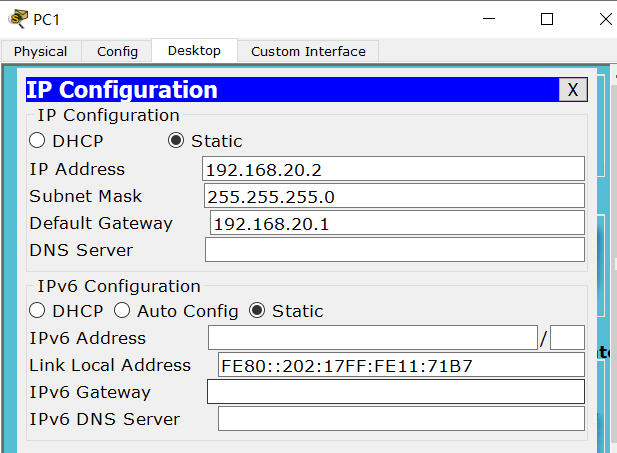 PC1
Physical Config Desktop Custom Interface
IP Configuration X
IP Configuration
DHCP Static
IP Address 192.168.20.2
Subnet Mask 255.255.255.0
Default Gateway 192.168.20.1
DNS Server
IPv6 Configuration
DHCP Auto Config Static
IPv6 Address /
Link Local Address FE80::202:17FF:FE11:71B7
IPv6 Gateway
IPv6 DNS Server